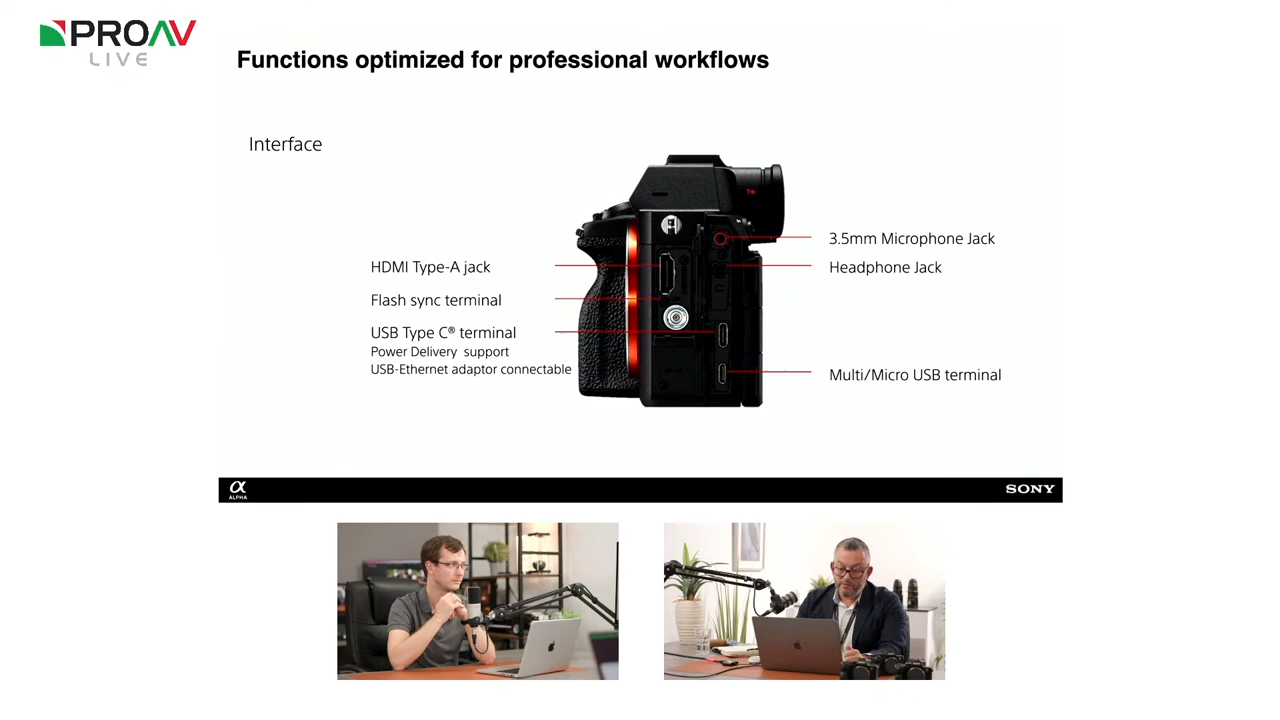 PROAV
LIVE
Functions optimized for professional workflows
Interface
3.5mm Microphone Jack
HDMI Type-A jack
Headphone Jack
Flash sync terminal
USB Type C® terminal
Power Delivery support
USB-Ethernet adaptor connectable
Multi/Micro USB terminal
α
ALPHA
SONY